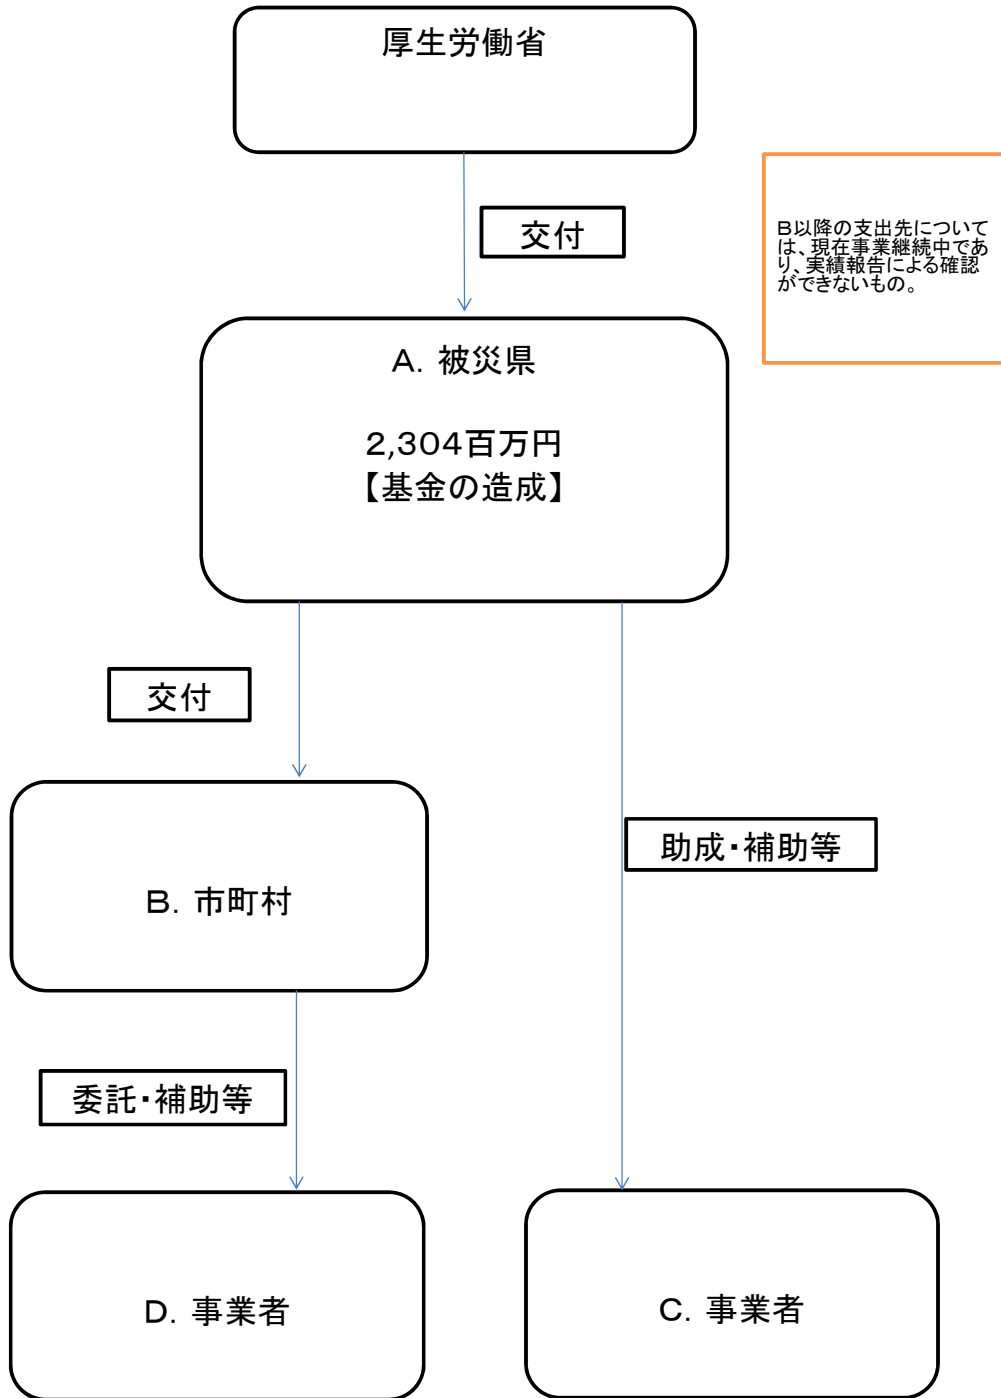 厚生労働省
交付
B以降の支出先について
は、現在事業継続中であ
り、実績報告による確認
ができないもの。
A. 被災県
2,304百万円
【基金の造成】
交付
助成・補助等
B. 市町村
委託・補助等
D. 事業者
C. 事業者